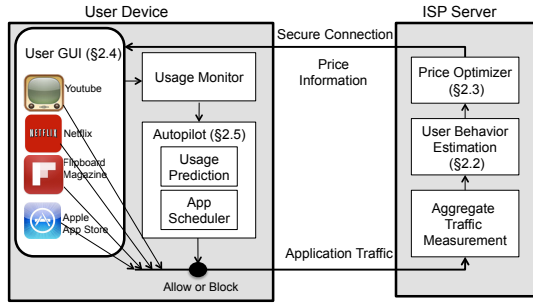 User Device
ISP Server
User GUI (§2.4)
Youtube
NETFLIX
Netflix
Flipboard
Magazine
Apple
App Store
Usage Monitor
Autopilot (§2.5)
Usage
Prediction
App
Scheduler
Allow or Block
Secure Connection
Price
Information
Application Traffic
Price Optimizer
(§2.3)
User Behavior
Estimation
(§2.2)
Aggregate
Traffic
Measurement